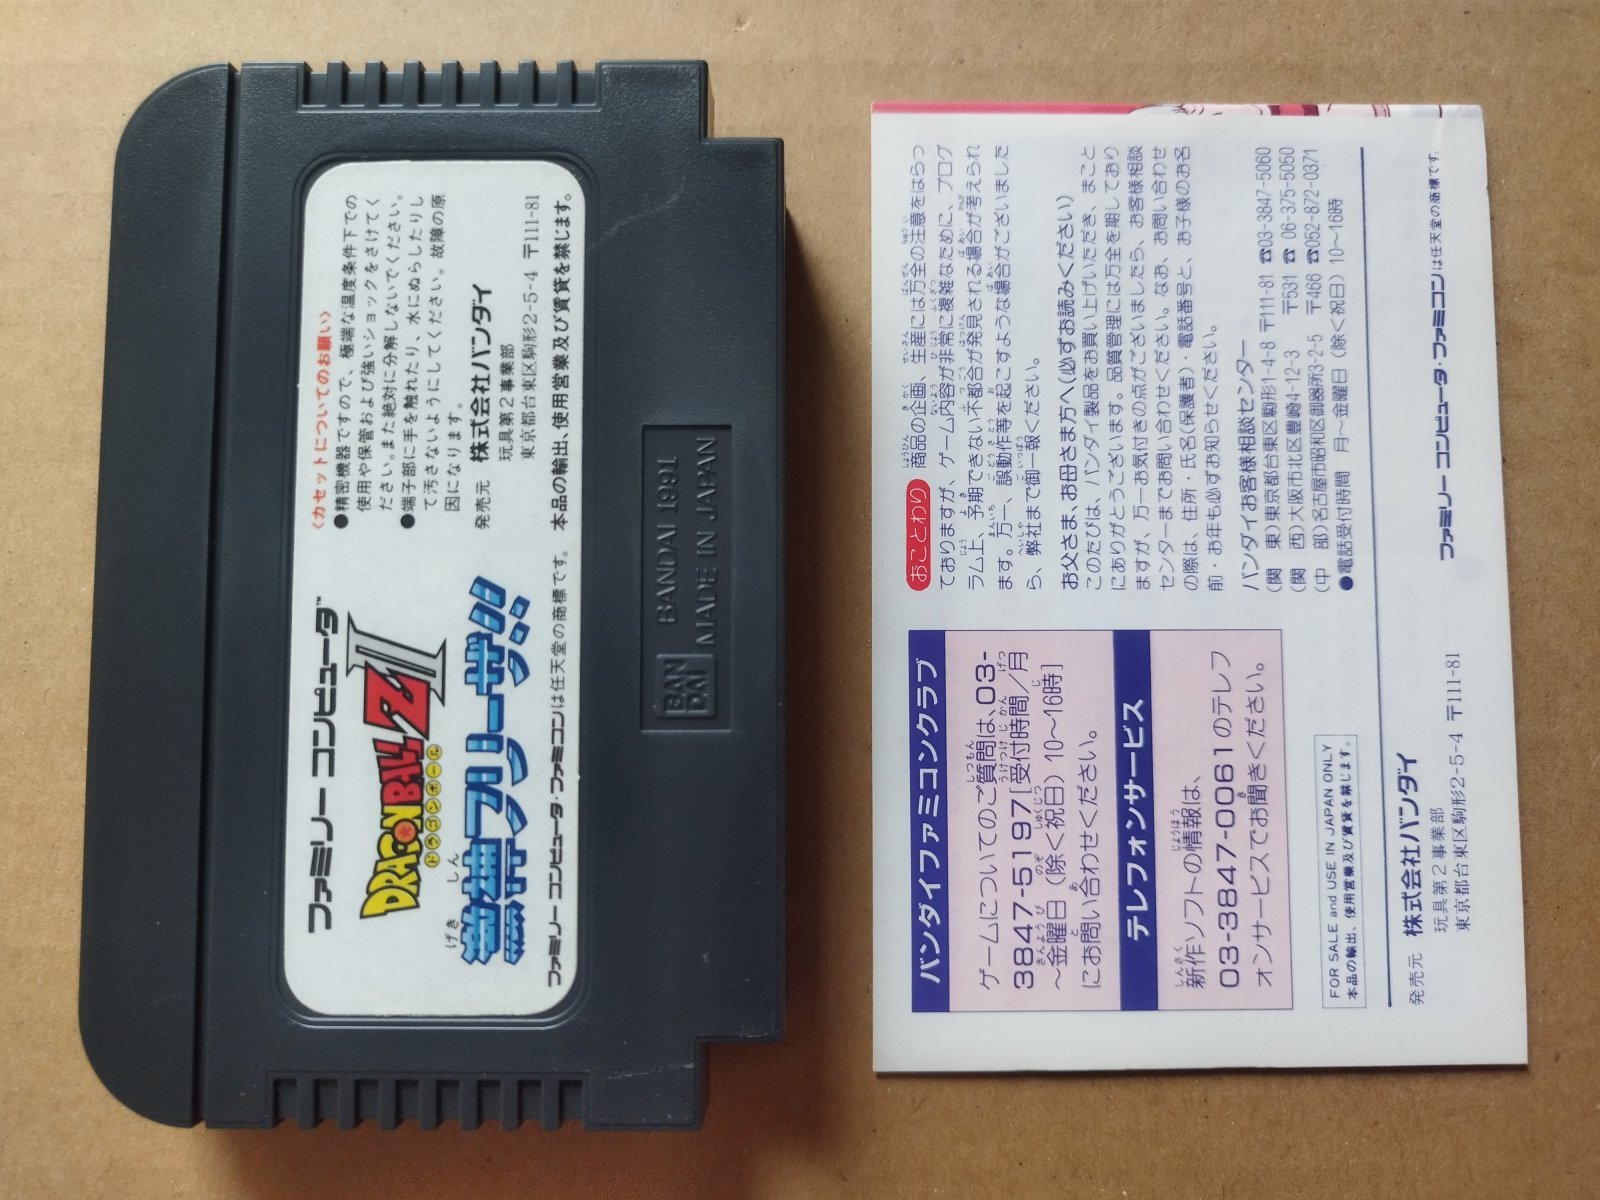 ファミリーコンピュータ™
DRAGON BALL Z II
ドラゴンボール
げき しん
激神フリーザ!!
ファミリーコンピュータ・ファミコンは任天堂の商標です。
〈カセットについてのお願い〉
●精密機器ですので、極端な温度条件下での
使用や保管および強いショックをさけてく
ださい。また絶対に分解しないでください。
●端子部に手を触れたり、水にぬらしたりし
て汚さないようにしてください。故障の原
因になります。
発売元 株式会社バンダイ
玩具第2事業部
東京都台東区駒形2-5-4 〒111-81
本品の輸出、使用営業及び賃貸を禁じます。
BAN
DAI
BANDAI 1991
MADE IN JAPAN
バンダイファミコンクラブ
ゲームについてのご質問は、03-
3847-5197[受付時間/月
~金曜日(除く祝日)10~16時]
にお問い合わせください。
テレフォンサービス
新作ソフトの情報は、
03-3847-0061のテレフ
ォンサービスでお聞きください。
FOR SALE and USE IN JAPAN ONLY
本品の輸出、使用営業及び賃貸を禁じます。
おことわり 商品の企画、生産には万全の注意をはらっ
ておりますが、ゲーム内容が非常に複雑なために、プログ
ラム上、予期できない不都合が発見される場合が考えられ
ます。万一、誤動作等を起こすような場合がございました
ら、弊社まで御一報ください。
お父さま、お母さま方へ(必ずお読みください)
このたびは、バンダイ製品をお買い上げいただき、まこと
にありがとうございます。品質管理には万全を期しており
ますが、万一お気付きの点がございましたら、お客様相談
センターまでお問い合わせください。なお、お問い合わせ
の際は、住所・氏名(保護者)・電話番号と、お子様のお名
前・お年も必ずお知らせください。
バンダイお客様相談センター
(関 東)東京都台東区駒形1-4-8 〒111-81 ☎03-3847-5060
(関 西)大阪市北区豊崎4-12-3 〒531 ☎06-375-5050
(中 部)名古屋市昭和区御器所3-2-5 〒466 ☎052-872-0371
●電話受付時間 月~金曜日(除く祝日)10~16時
発売元 株式会社バンダイ
玩具第2事業部
東京都台東区駒形2-5-4 〒111-81
ファミリーコンピュータ・ファミコンは任天堂の商標です。